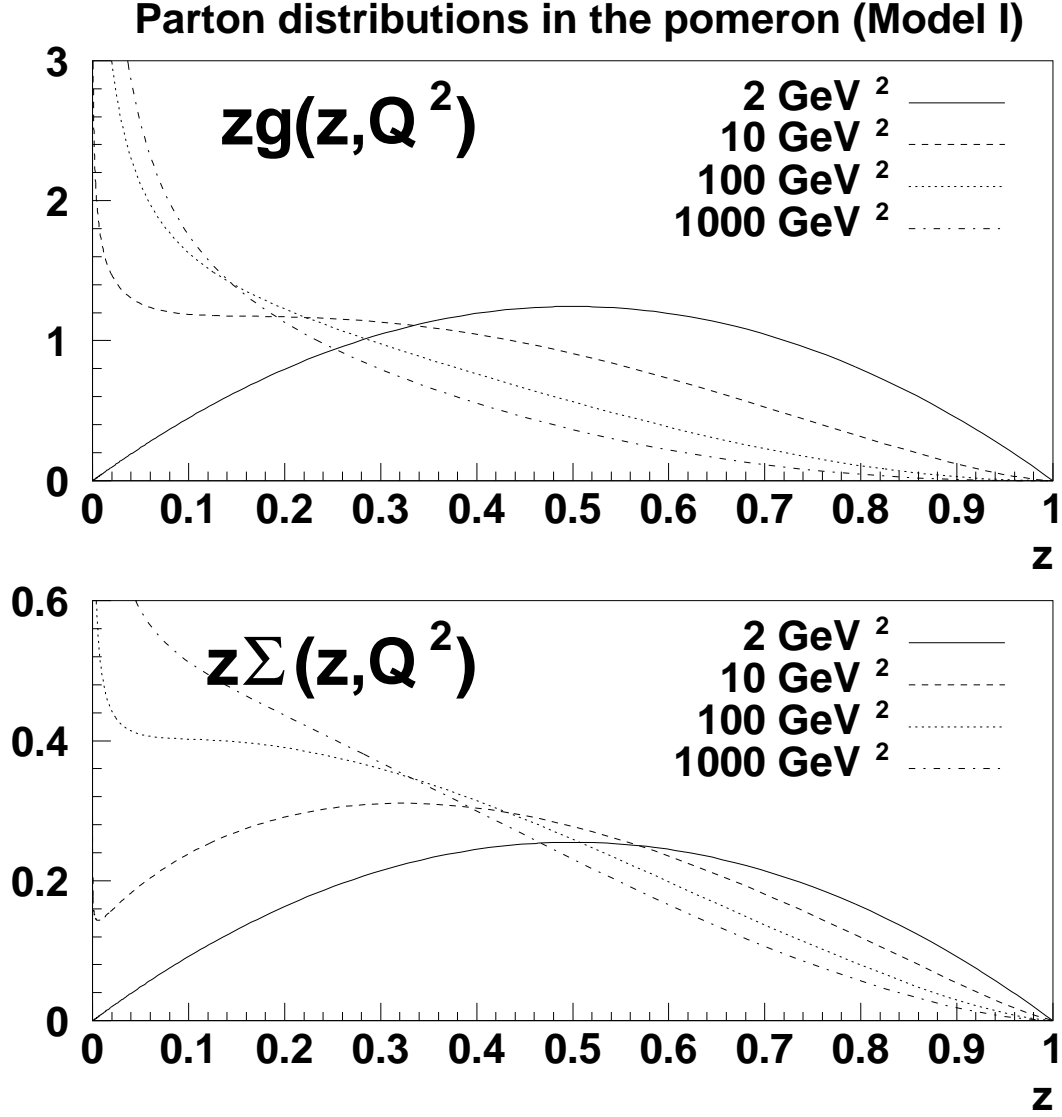 Parton distributions in the pomeron (Model I)
3
2
1
0
zg(z,Q²)
2 GeV ²
10 GeV ²
100 GeV ²
1000 GeV ²
0 0.1 0.2 0.3 0.4 0.5 0.6 0.7 0.8 0.9 1
z
0.6
0.4
0.2
0
zΣ(z,Q²)
2 GeV ²
10 GeV ²
100 GeV ²
1000 GeV ²
0 0.1 0.2 0.3 0.4 0.5 0.6 0.7 0.8 0.9 1
z